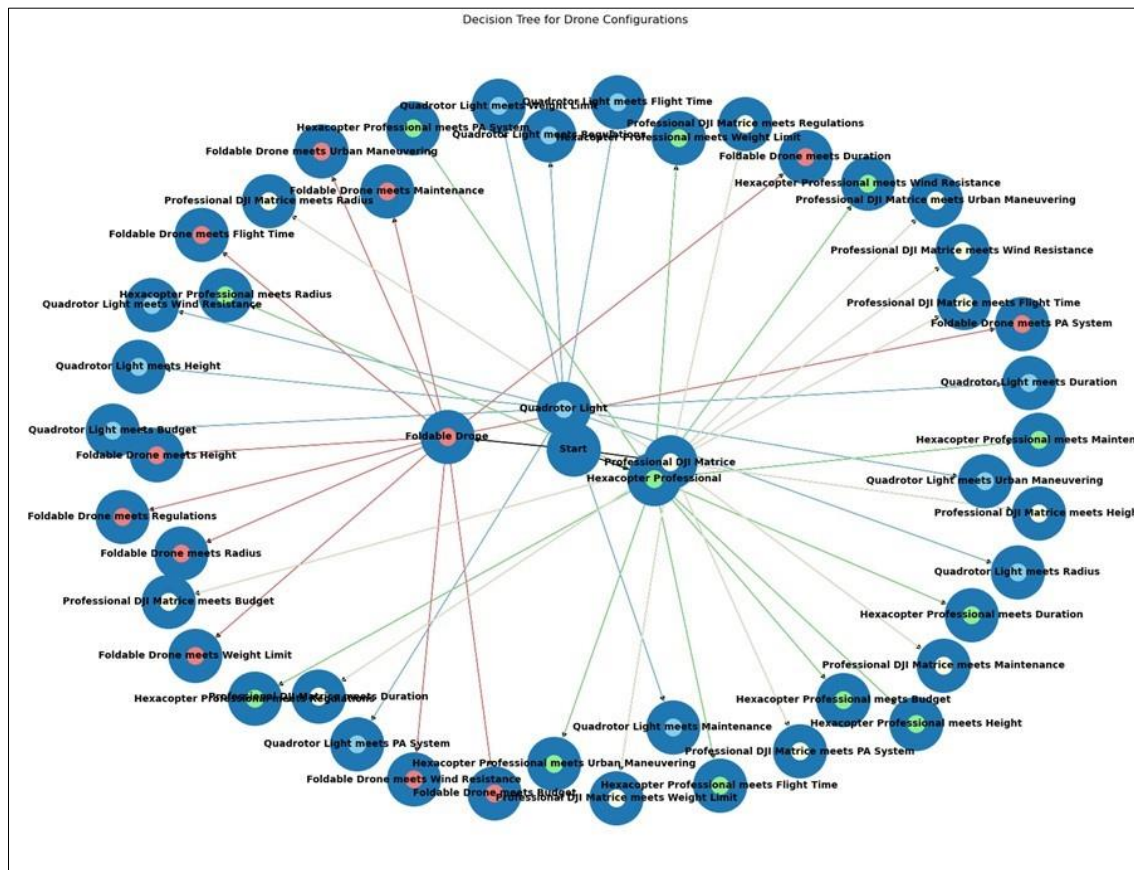 Decision Tree for Drone Configurations
Quadrotor Light meets Flight Time
Quadrotor Light meets Weight Limit
Professional DJI Matrice meets Regulations
Hexacopter Professional meets PA System
Quadrotor Light meets Regulations
Hexacopter Professional meets Weight Limit
Foldable Drone meets Urban Maneuvering
Foldable Drone meets Duration
Hexacopter Professional meets Wind Resistance
Foldable Drone meets Maintenance
Professional DJI Matrice meets Radius
Professional DJI Matrice meets Urban Maneuvering
Foldable Drone meets Flight Time
Professional DJI Matrice meets Wind Resistance
Hexacopter Professional meets Radius
Quadrotor Light meets Wind Resistance
Professional DJI Matrice meets Flight Time
Foldable Drone meets PA System
Quadrotor Light meets Height
Quadrotor Light meets Duration
Quadrotor Light
Quadrotor Light meets Budget
Foldable Drone
Hexacopter Professional meets Mainten
Start
Foldable Drone meets Height
Professional DJI Matrice
Hexacopter Professional
Quadrotor Light meets Urban Maneuvering
Professional DJI Matrice meets Heigh
Foldable Drone meets Regulations
Foldable Drone meets Radius
Quadrotor Light meets Radius
Professional DJI Matrice meets Budget
Hexacopter Professional meets Duration
Foldable Drone meets Weight Limit
Professional DJI Matrice meets Maintenance
Professional DJI Matrice meets Duration
Hexacopter Professional meets Regulations
Hexacopter Professional meets Budget
Hexacopter Professional meets Height
Quadrotor Light meets Maintenance
Quadrotor Light meets PA System
Professional DJI Matrice meets PA System
Hexacopter Professional meets Urban Maneuvering
Foldable Drone meets Wind Resistance
Hexacopter Professional meets Flight Time
Foldable Drone meets Budget
Professional DJI Matrice meets Weight Limit